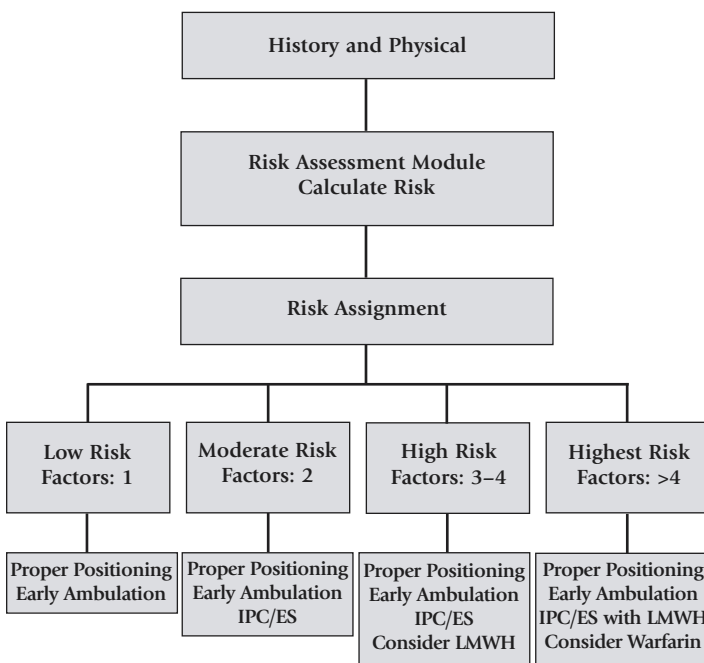 History and Physical
Risk Assessment Module
Calculate Risk
Risk Assignment
Low Risk
Factors: 1
Moderate Risk
Factors: 2
High Risk
Factors: 3–4
Highest Risk
Factors: >4
Proper Positioning
Early Ambulation
Proper Positioning
Early Ambulation
IPC/ES
Proper Positioning
Early Ambulation
IPC/ES
Consider LMWH
Proper Positioning
Early Ambulation
IPC/ES with LMWH
Consider Warfarin